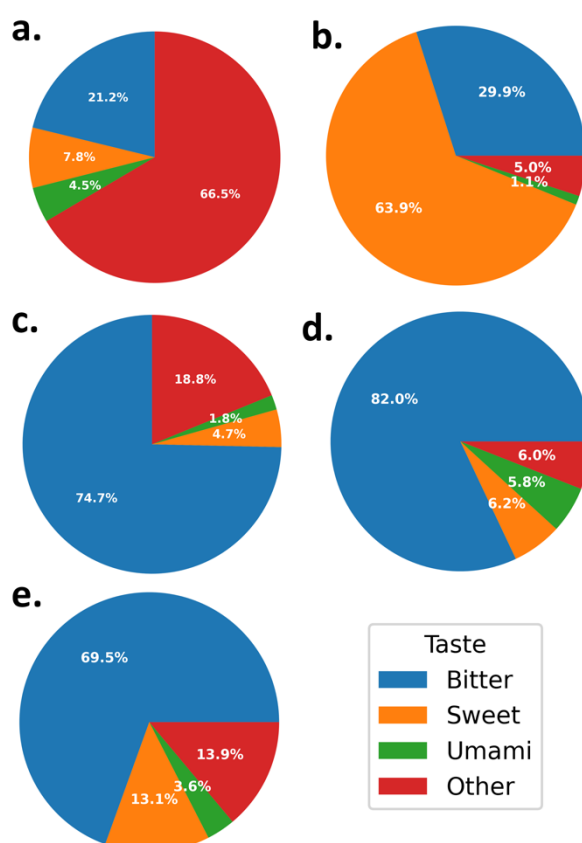 a.
21.2%
7.8%
4.5%
66.5%
b.
29.9%
5.0%
1.1%
63.9%
c.
18.8%
1.8%
4.7%
74.7%
d.
82.0%
6.0%
5.8%
6.2%
e.
69.5%
13.9%
3.6%
13.1%
Taste
Bitter
Sweet
Umami
Other